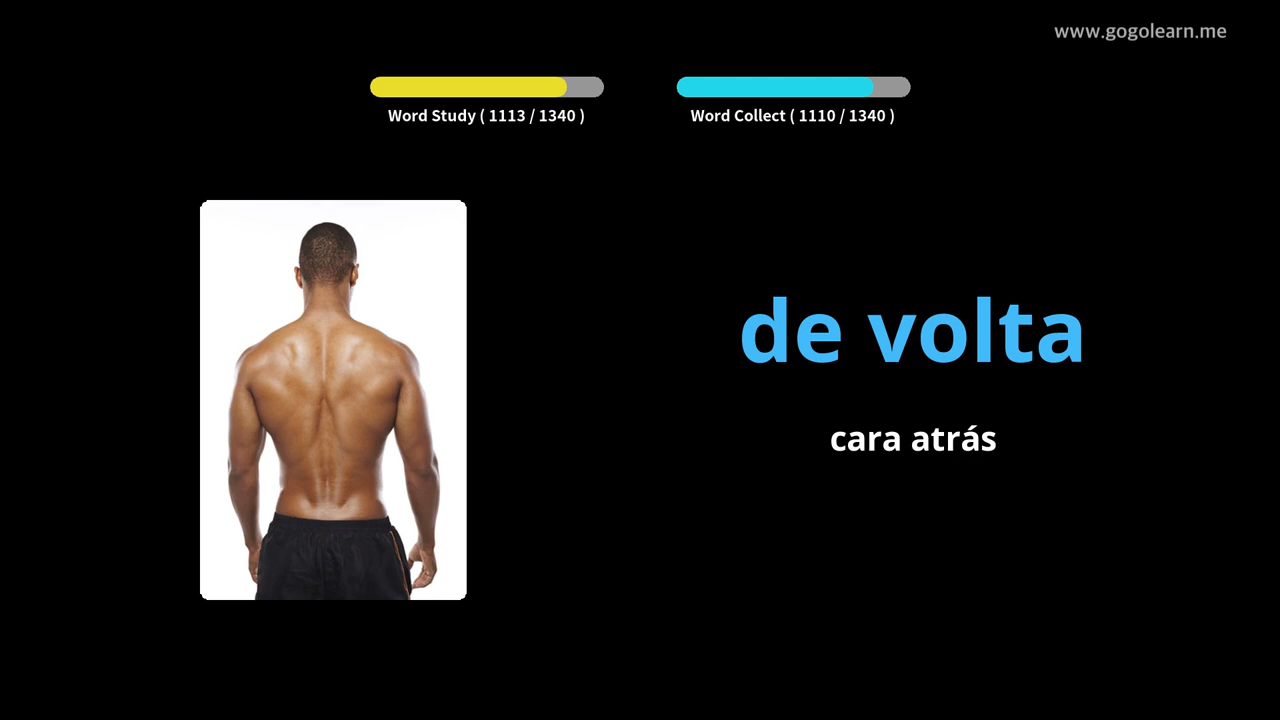 www.gogolearn.me
Word Study ( 1113 / 1340 )
Word Collect ( 1110 / 1340 )
de volta
cara atrás